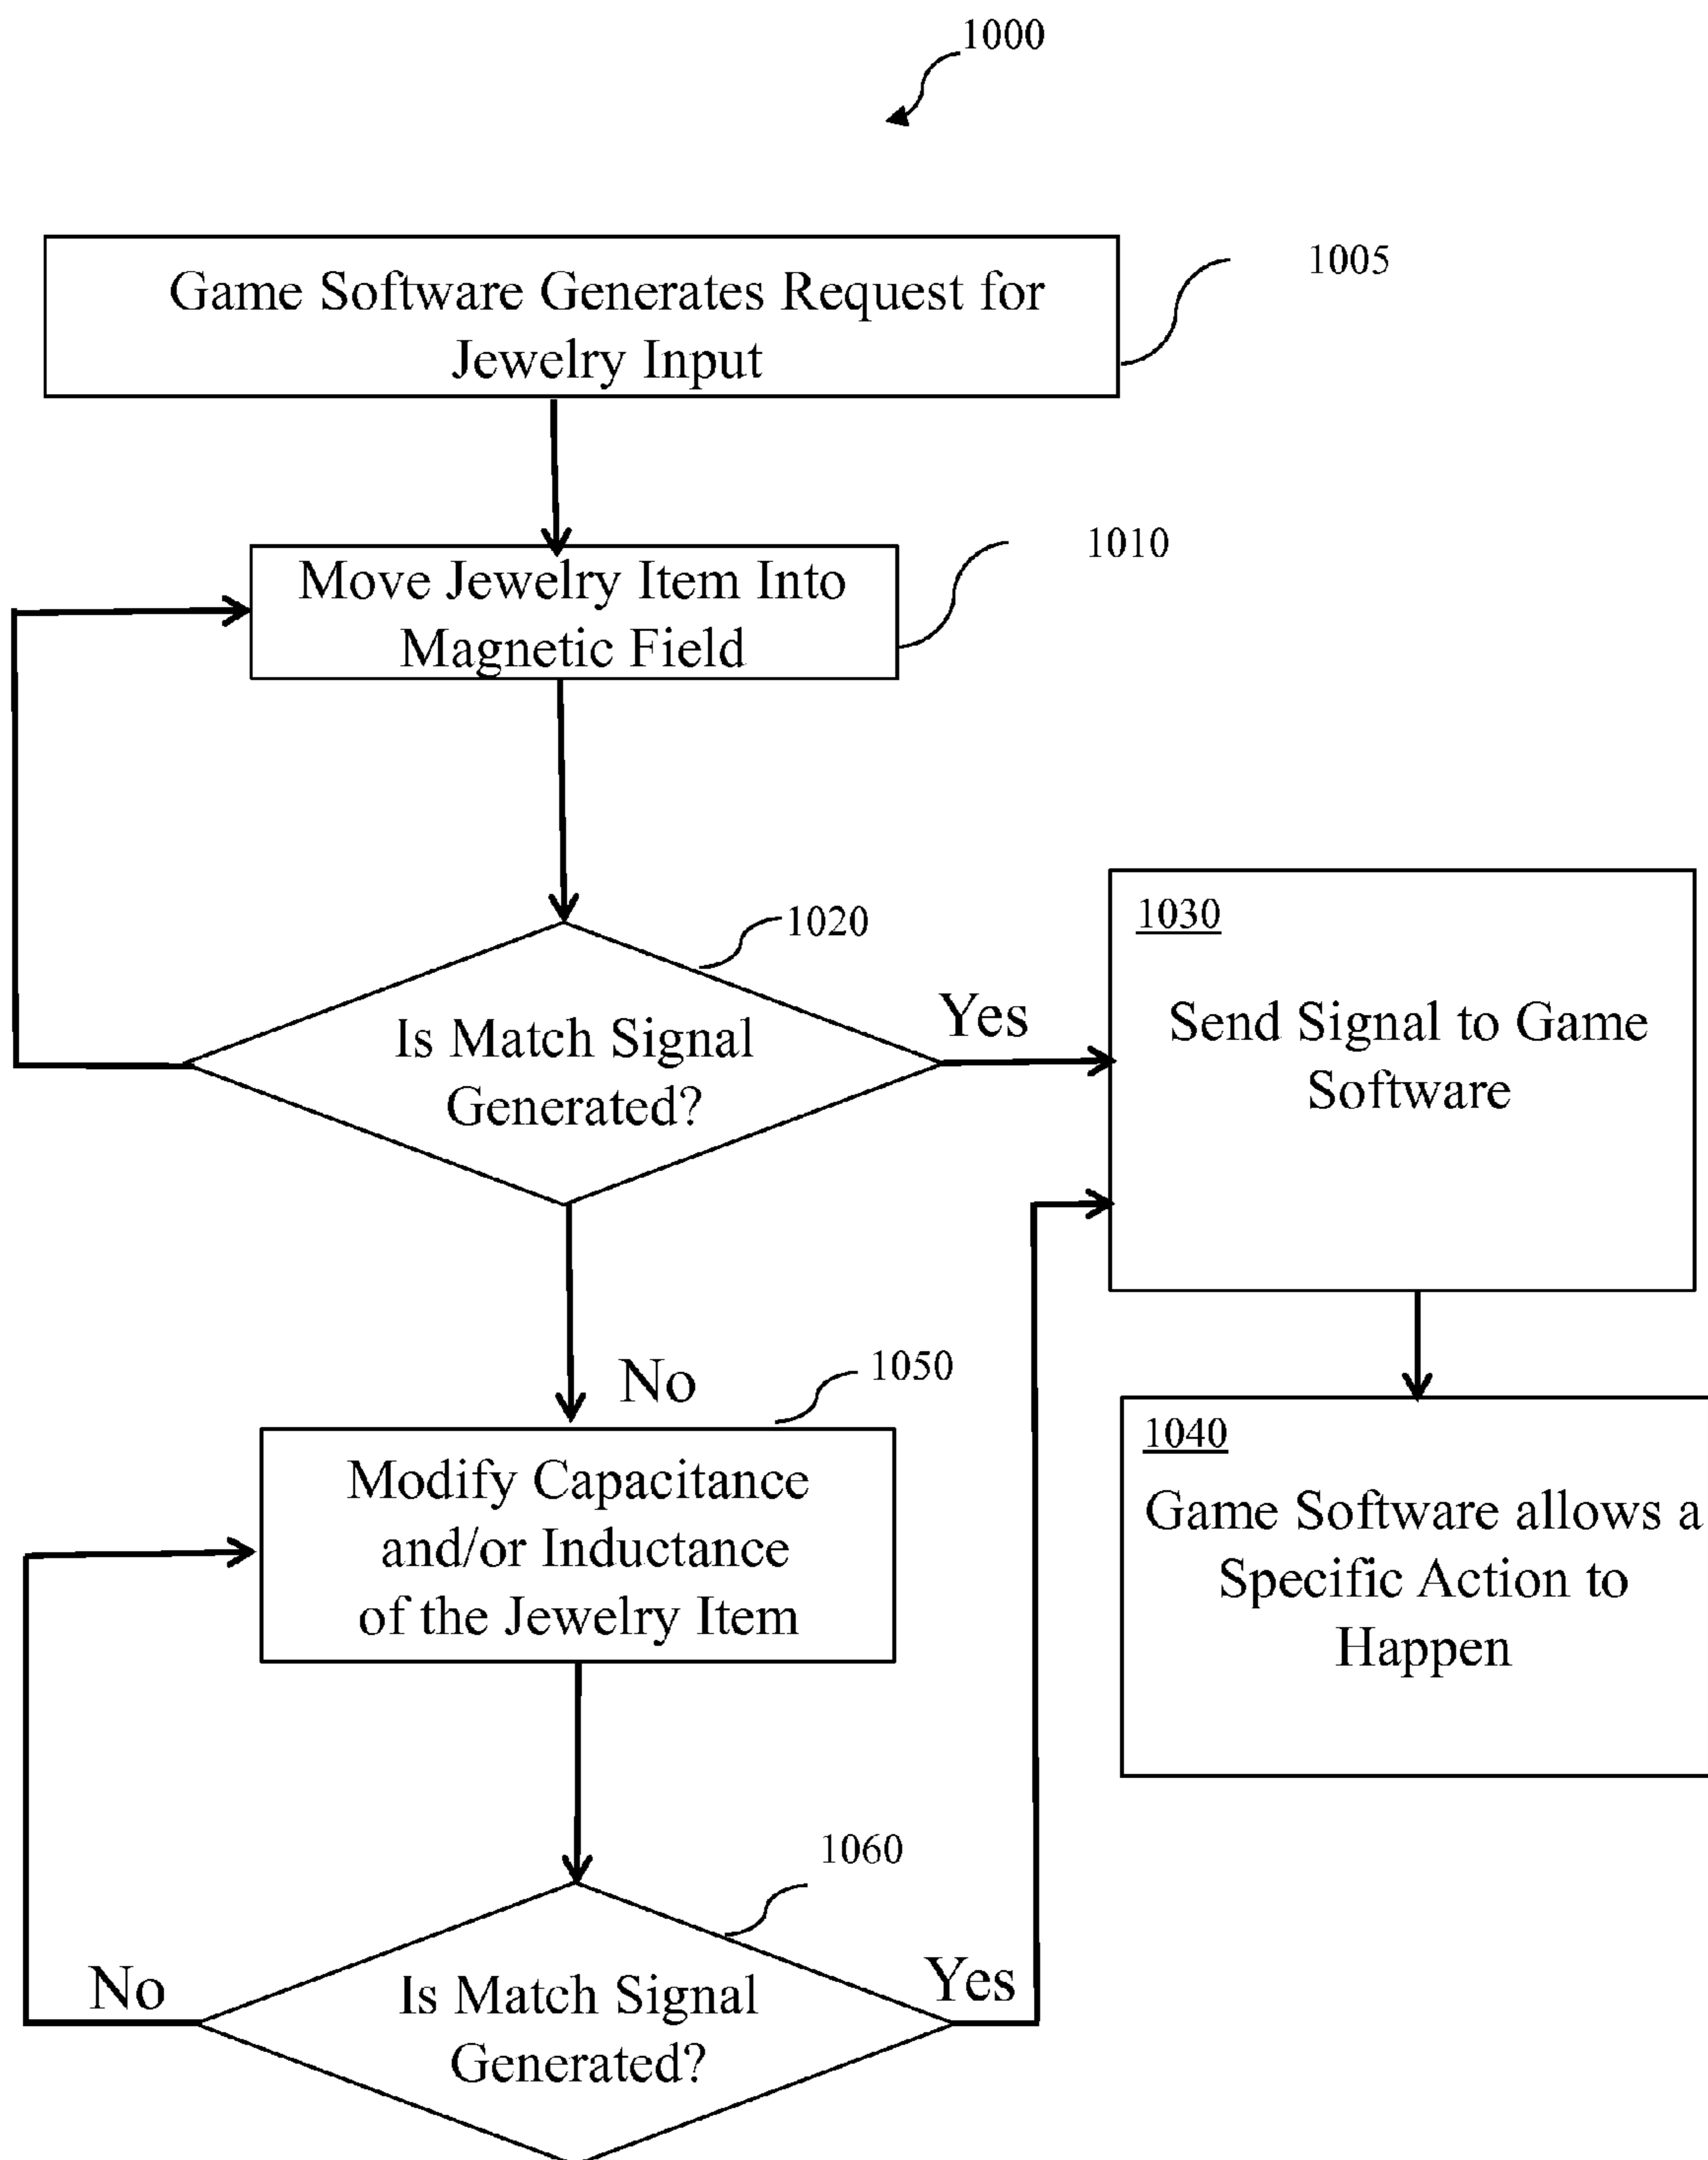 1000
Game Software Generates Request for
Jewelry Input
1005
Move Jewelry Item Into
Magnetic Field
1010
Is Match Signal
Generated?
1020
Yes
1030
Send Signal to Game
Software
No
1050
Modify Capacitance
and/or Inductance
of the Jewelry Item
1040
Game Software allows a
Specific Action to
Happen
1060
Is Match Signal
Generated?
No
Yes